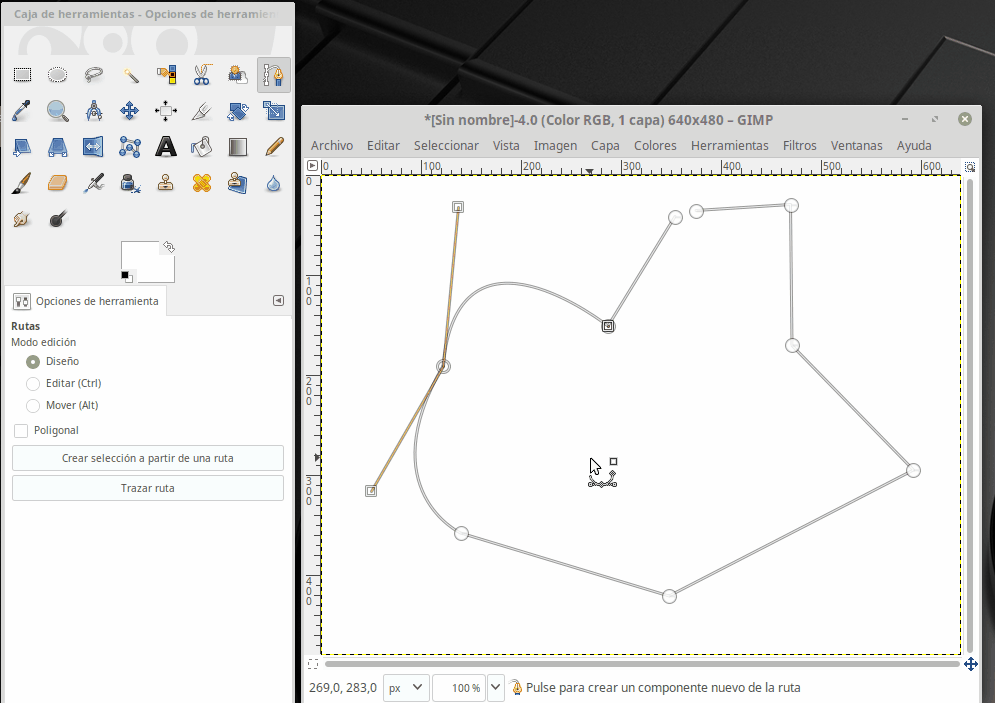 Caja de herramientas - Opciones de herramien
*[Sin nombre]-4.0 (Color RGB, 1 capa) 640x480 – GIMP
Archivo Editar Seleccionar Vista Imagen Capa Colores Herramientas Filtros Ventanas Ayuda
0 100 200 300 400 500 600
0
100
200
300
400
Opciones de herramienta
Rutas
Modo edición
Diseño
Editar (Ctrl)
Mover (Alt)
Poligonal
Crear selección a partir de una ruta
Trazar ruta
269,0, 283,0 px 100 % Pulse para crear un componente nuevo de la ruta